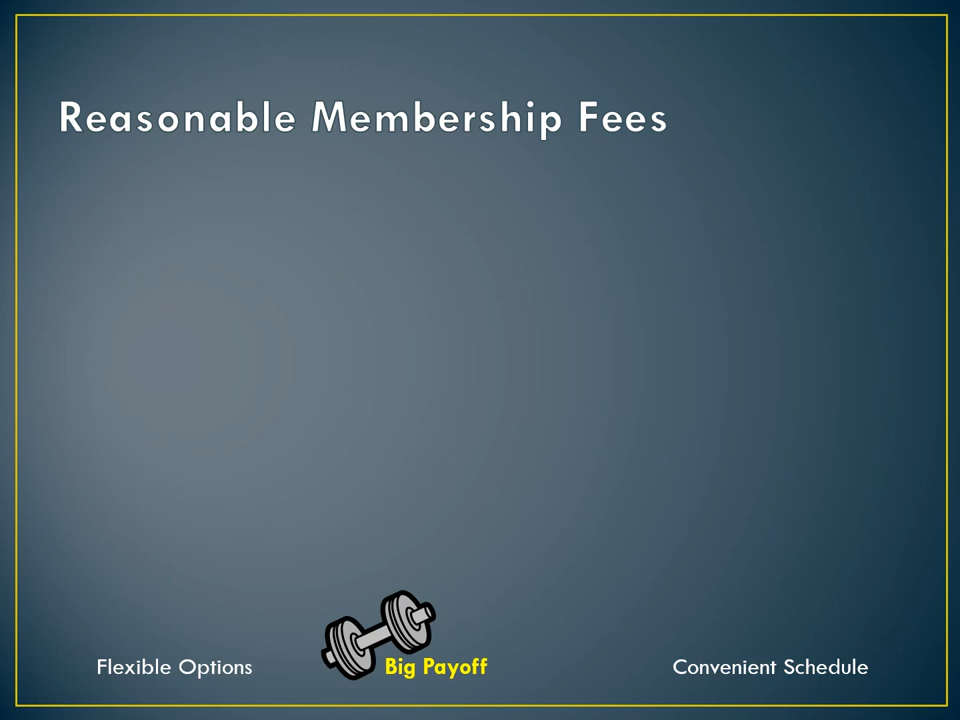 Reasonable Membership Fees
Flexible Options Big Payoff Convenient Schedule